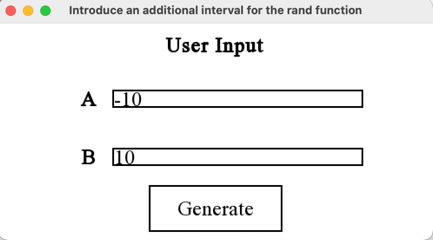 Introduce an additional interval for the rand function
User Input
A -10
B 10
Generate